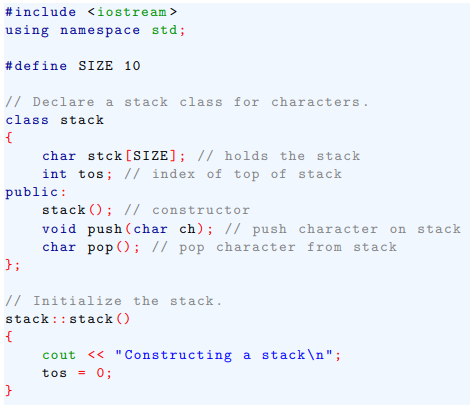 #include <iostream>
using namespace std;

#define SIZE 10

// Declare a stack class for characters.
class stack
{
    char stck[SIZE]; // holds the stack
    int tos; // index of top of stack
public:
    stack(); // constructor
    void push(char ch); // push character on stack
    char pop(); // pop character from stack
};

// Initialize the stack.
stack::stack()
{
    cout << "Constructing a stack\n";
    tos = 0;
}